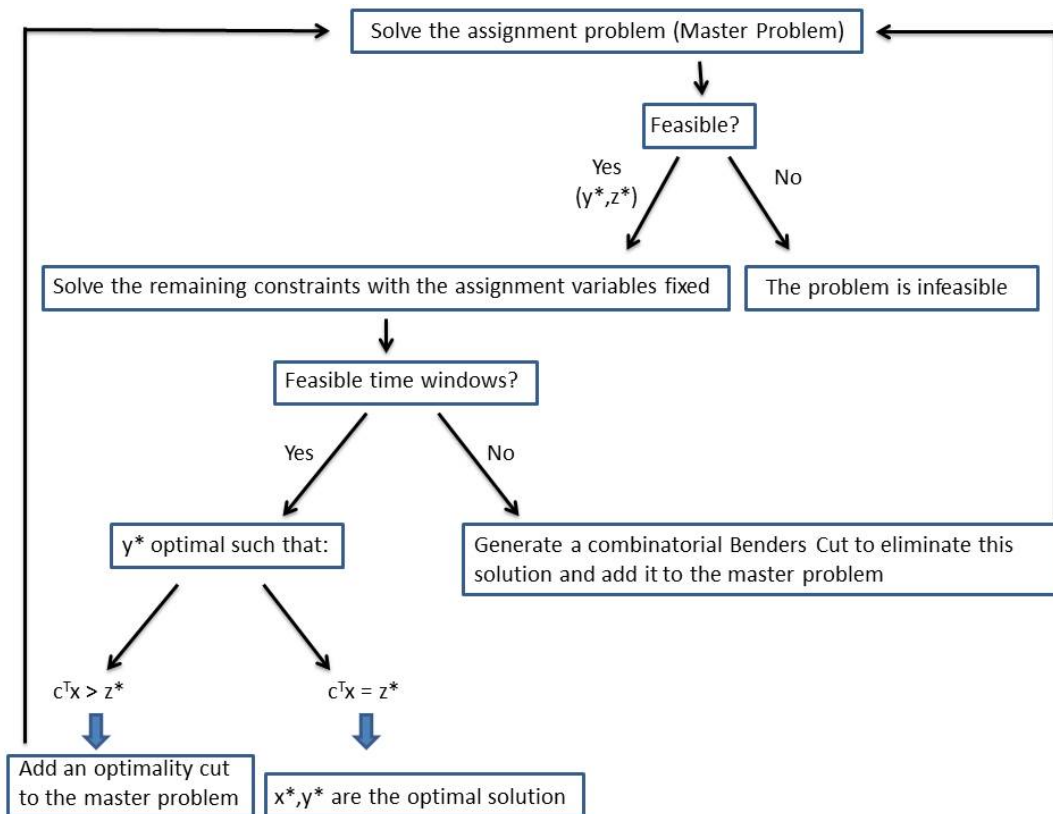 Solve the assignment problem (Master Problem)
Feasible?
Yes
(y*,z*)
No
Solve the remaining constraints with the assignment variables fixed
The problem is infeasible
Feasible time windows?
Yes
No
y* optimal such that:
Generate a combinatorial Benders Cut to eliminate this
solution and add it to the master problem
cᵀx > z*
cᵀx = z*
Add an optimality cut
to the master problem
x*,y* are the optimal solution